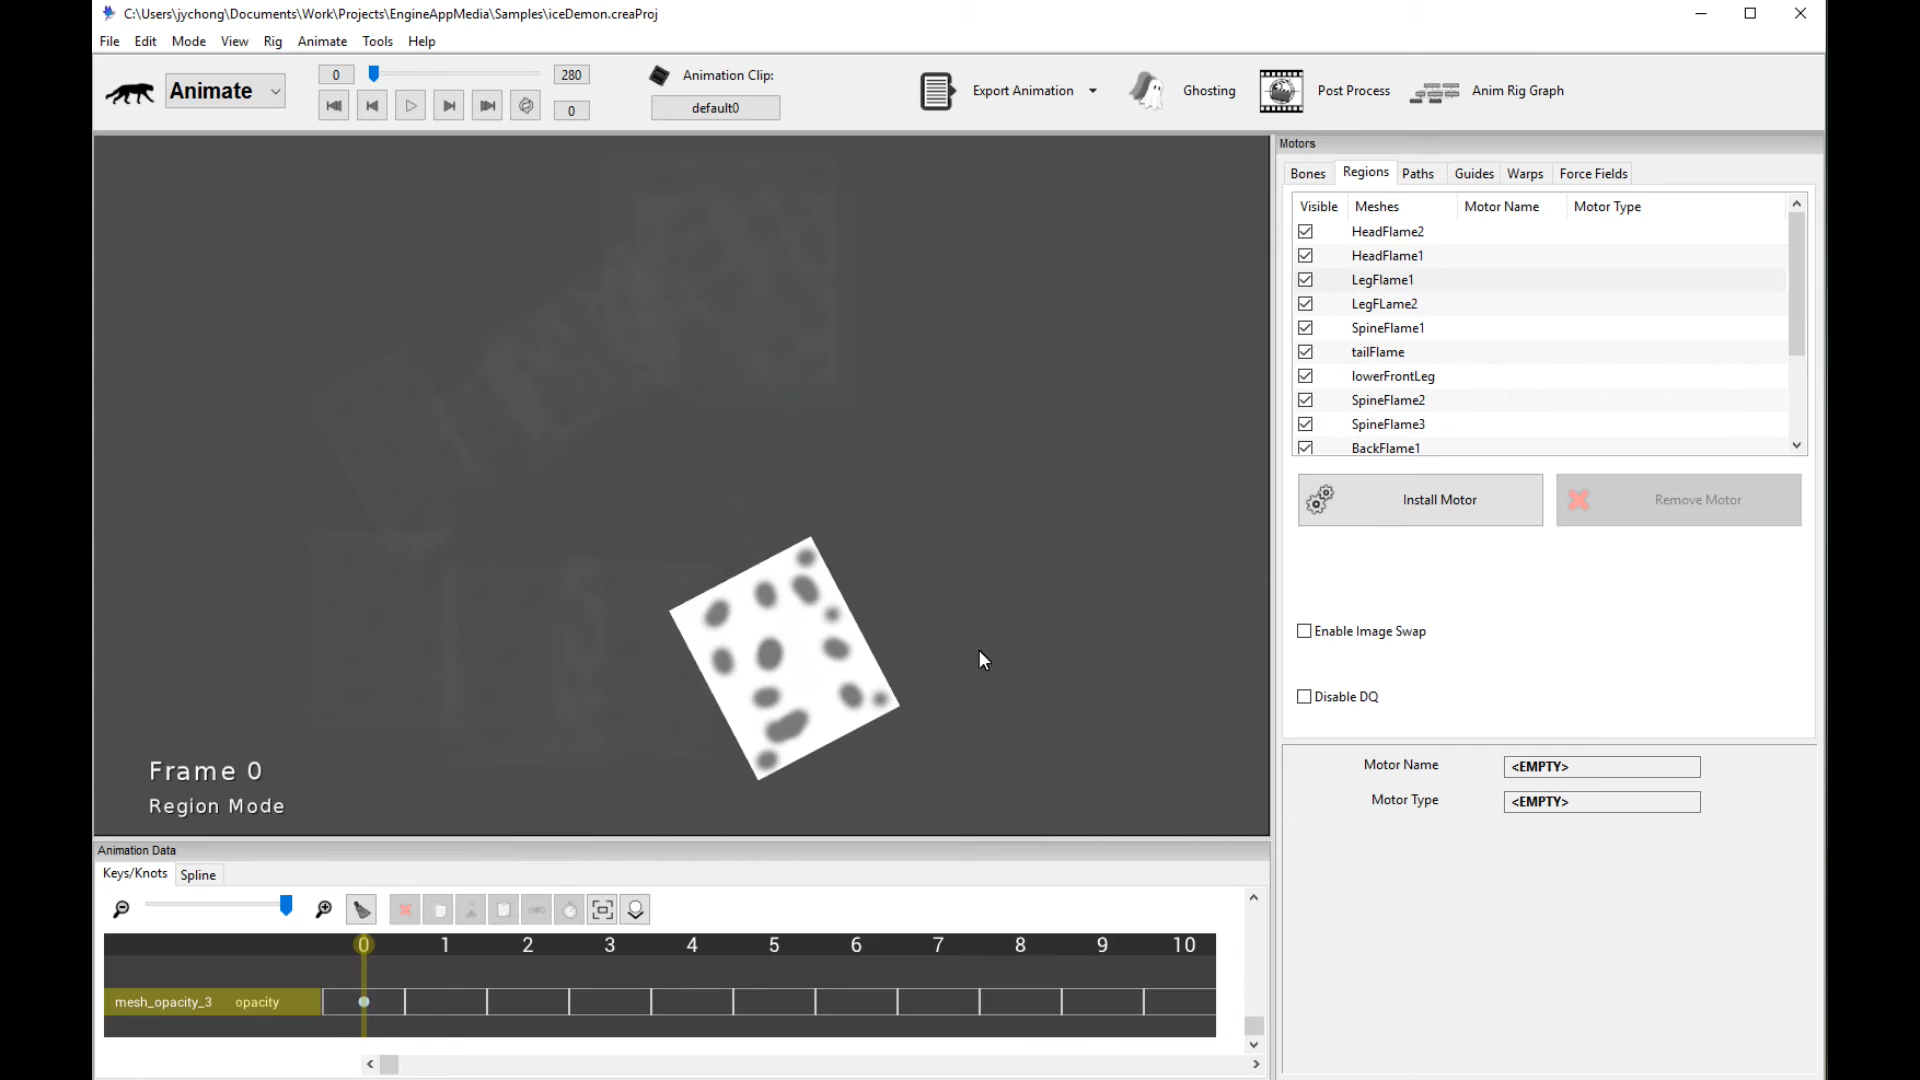 C:\Users\jychong\Documents\Work\Projects\EngineAppMedia\Samples\iceDemon.creaProj
File Edit Mode View Rig Animate Tools Help
Animate
0
280
0
Animation Clip:
default0
Export Animation
Ghosting
Post Process
Anim Rig Graph
Motors
Bones Regions Paths Guides Warps Force Fields
Visible Meshes Motor Name Motor Type
HeadFlame2
HeadFlame1
LegFlame1
LegFLame2
SpineFlame1
tailFlame
lowerFrontLeg
SpineFlame2
SpineFlame3
BackFlame1
Install Motor
Remove Motor
Enable Image Swap
Disable DQ
Motor Name <EMPTY>
Motor Type <EMPTY>
Frame 0
Region Mode
Animation Data
Keys/Knots Spline
0 1 2 3 4 5 6 7 8 9 10
mesh_opacity_3 opacity